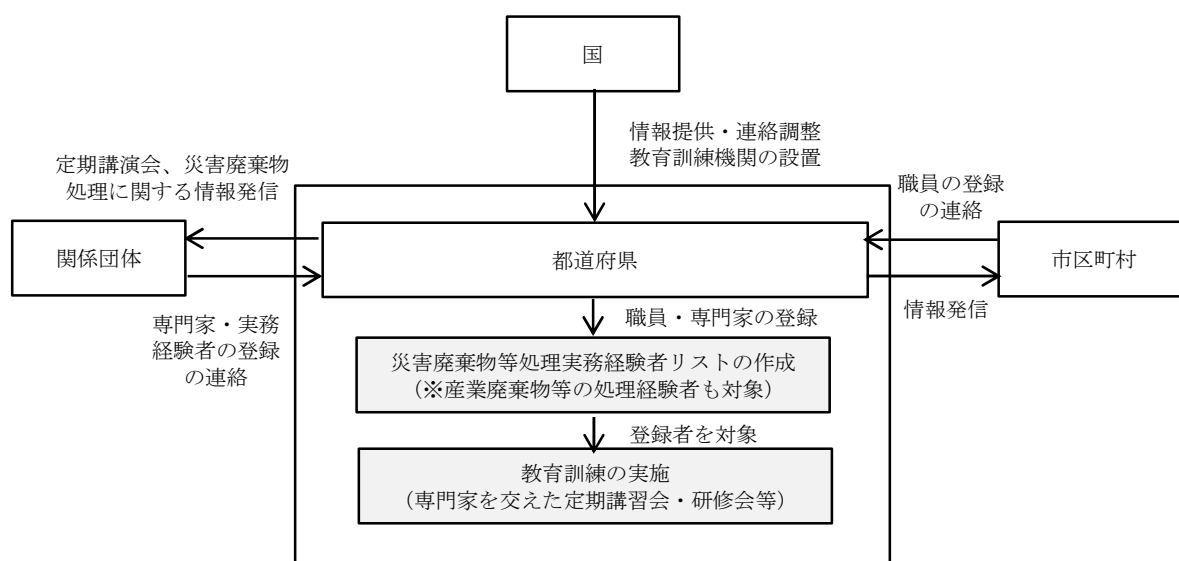 国
情報提供・連絡調整
教育訓練機関の設置
定期講演会、災害廃棄物
処理に関する情報発信
職員の登録
の連絡
関係団体
都道府県
市区町村
専門家・実務
経験者の登録
の連絡
情報発信
職員・専門家の登録
災害廃棄物等処理実務経験者リストの作成
(※産業廃棄物等の処理経験者も対象)
登録者を対象
教育訓練の実施
(専門家を交えた定期講習会・研修会等)